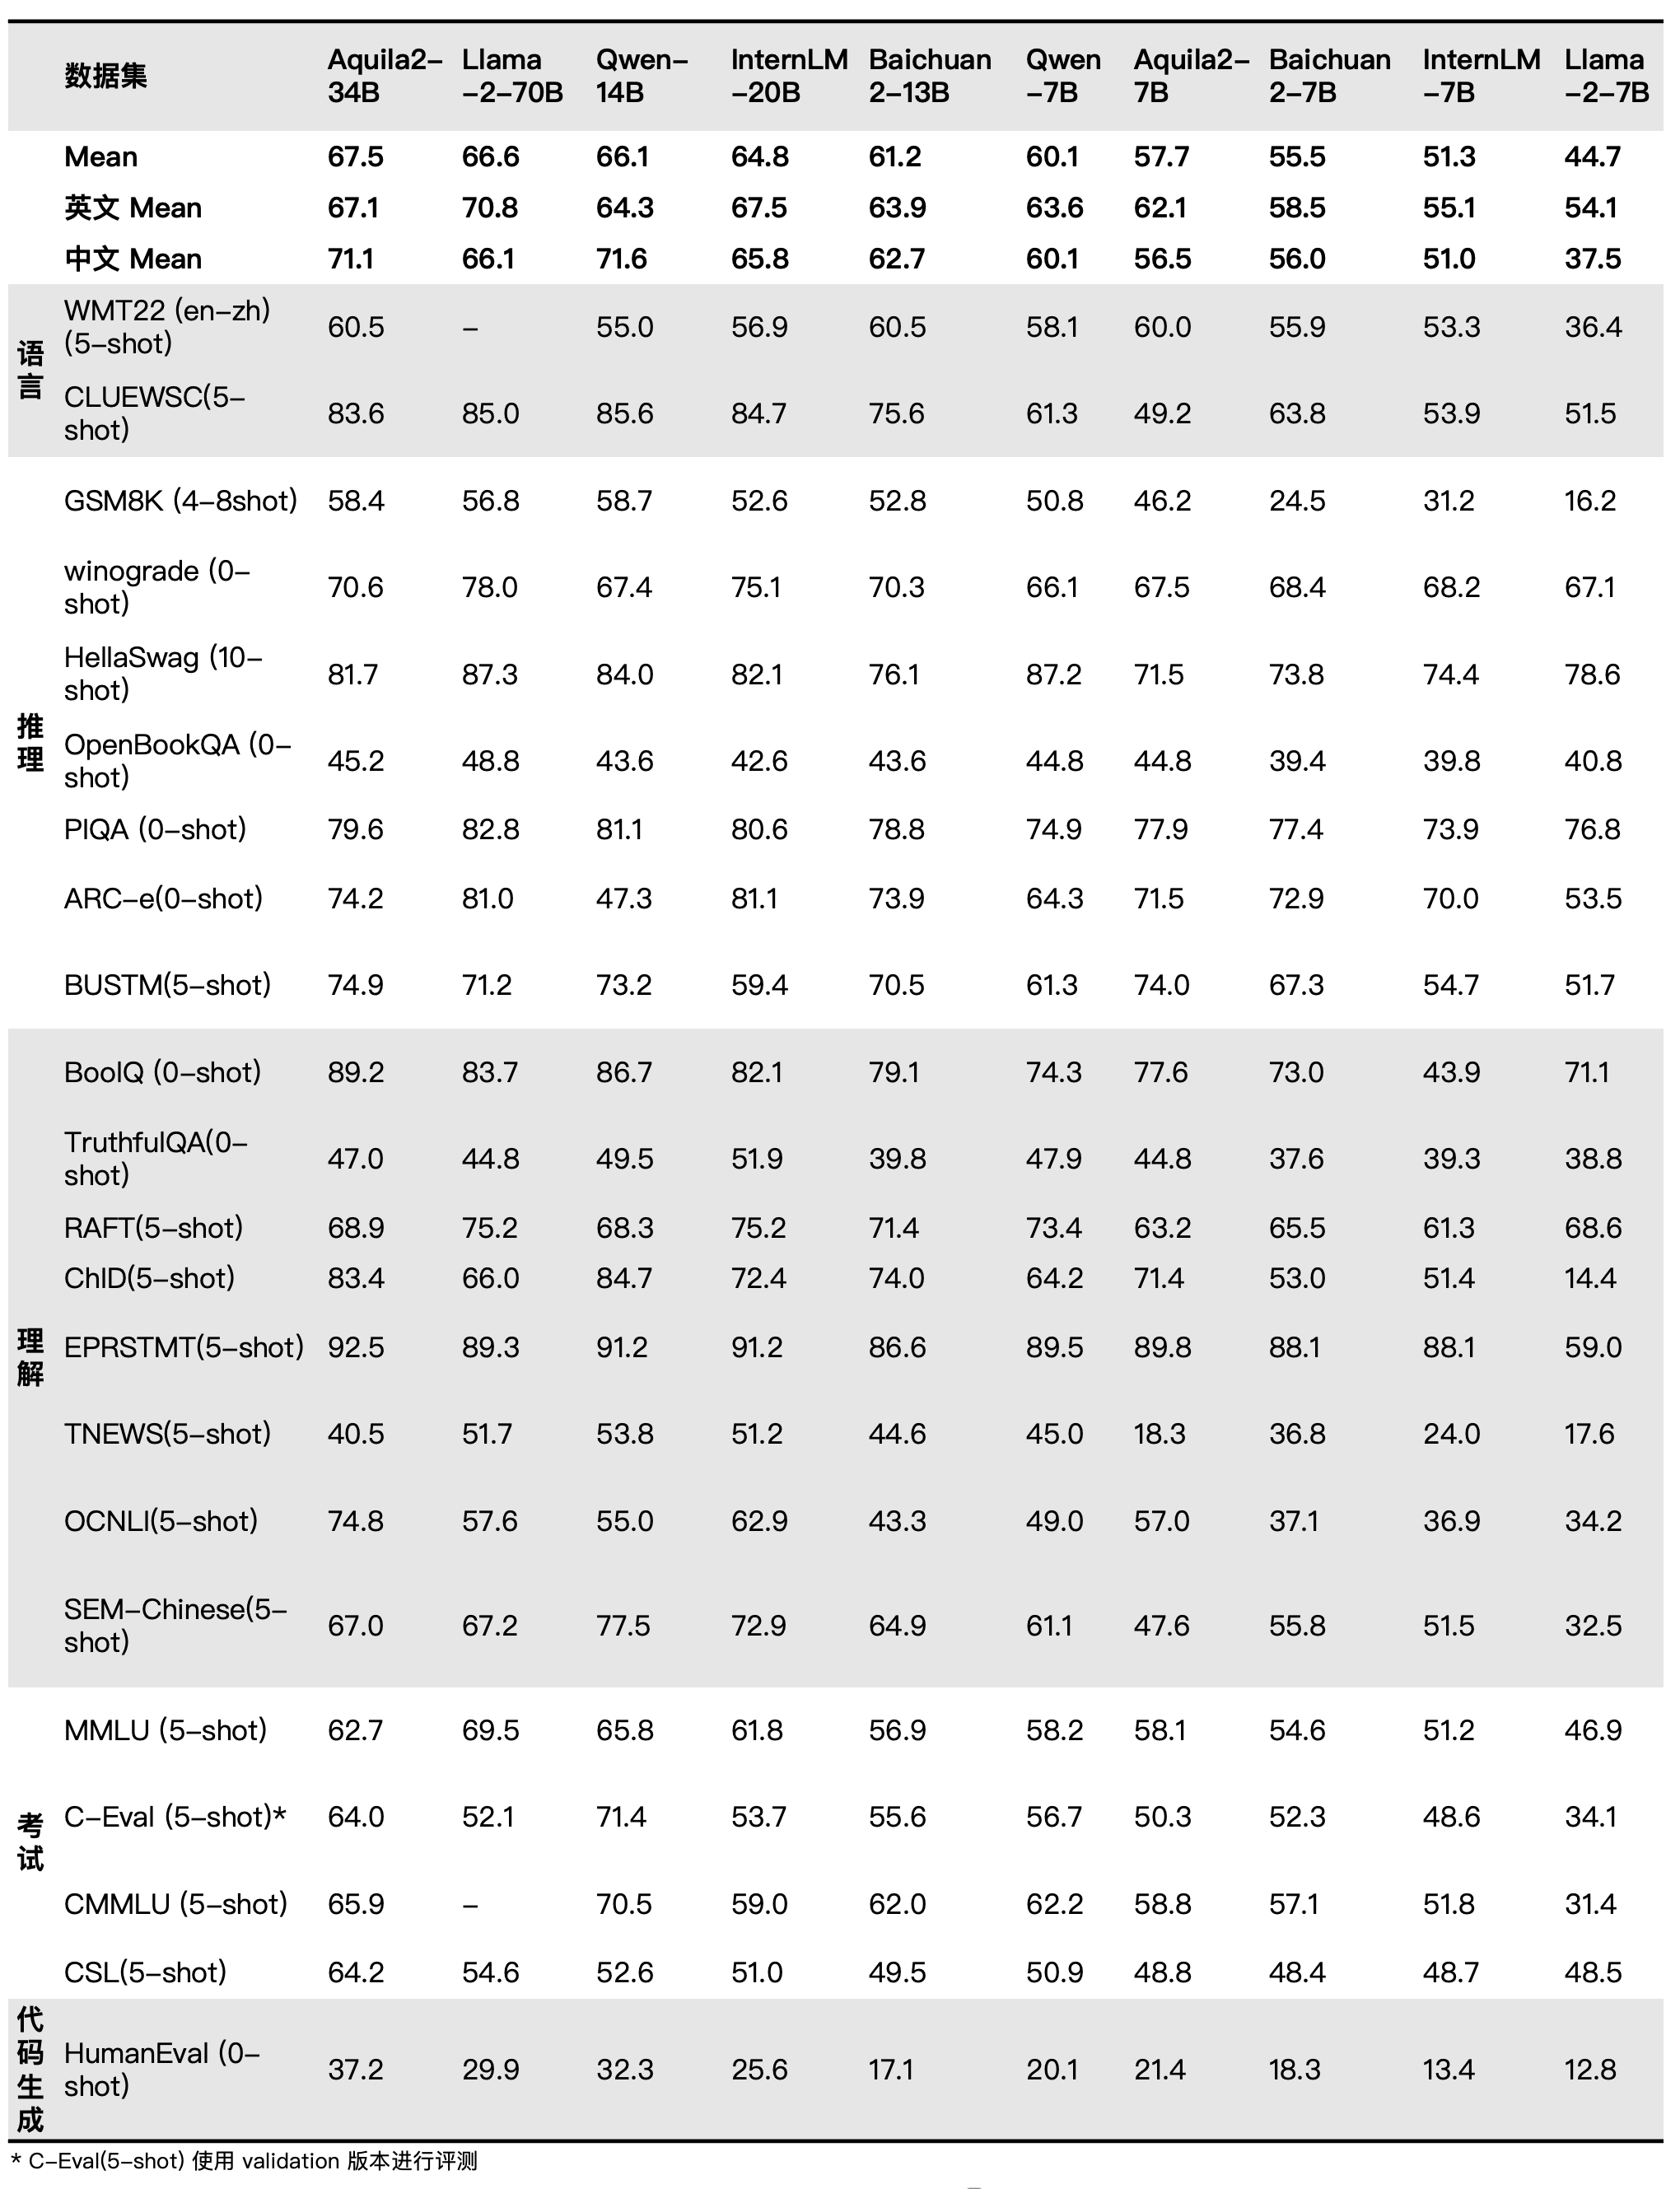 数据集 Aquila2-34B Llama-2-70B Qwen-14B InternLM-20B Baichuan2-13B Qwen-7B Aquila2-7B Baichuan2-7B InternLM-7B Llama-2-7B
Mean 67.5 66.6 66.1 64.8 61.2 60.1 57.7 55.5 51.3 44.7
英文 Mean 67.1 70.8 64.3 67.5 63.9 63.6 62.1 58.5 55.1 54.1
中文 Mean 71.1 66.1 71.6 65.8 62.7 60.1 56.5 56.0 51.0 37.5
语言
WMT22 (en-zh) (5-shot) 60.5 - 55.0 56.9 60.5 58.1 60.0 55.9 53.3 36.4
CLUEWSC(5-shot) 83.6 85.0 85.6 84.7 75.6 61.3 49.2 63.8 53.9 51.5
推理
GSM8K (4-8shot) 58.4 56.8 58.7 52.6 52.8 50.8 46.2 24.5 31.2 16.2
winograde (0-shot) 70.6 78.0 67.4 75.1 70.3 66.1 67.5 68.4 68.2 67.1
HellaSwag (10-shot) 81.7 87.3 84.0 82.1 76.1 87.2 71.5 73.8 74.4 78.6
OpenBookQA (0-shot) 45.2 48.8 43.6 42.6 43.6 44.8 44.8 39.4 39.8 40.8
PIQA (0-shot) 79.6 82.8 81.1 80.6 78.8 74.9 77.9 77.4 73.9 76.8
ARC-e(0-shot) 74.2 81.0 47.3 81.1 73.9 64.3 71.5 72.9 70.0 53.5
BUSTM(5-shot) 74.9 71.2 73.2 59.4 70.5 61.3 74.0 67.3 54.7 51.7
理解
BoolQ (0-shot) 89.2 83.7 86.7 82.1 79.1 74.3 77.6 73.0 43.9 71.1
TruthfulQA(0-shot) 47.0 44.8 49.5 51.9 39.8 47.9 44.8 37.6 39.3 38.8
RAFT(5-shot) 68.9 75.2 68.3 75.2 71.4 73.4 63.2 65.5 61.3 68.6
ChID(5-shot) 83.4 66.0 84.7 72.4 74.0 64.2 71.4 53.0 51.4 14.4
EPRSTMT(5-shot) 92.5 89.3 91.2 91.2 86.6 89.5 89.8 88.1 88.1 59.0
TNEWS(5-shot) 40.5 51.7 53.8 51.2 44.6 45.0 18.3 36.8 24.0 17.6
OCNLI(5-shot) 74.8 57.6 55.0 62.9 43.3 49.0 57.0 37.1 36.9 34.2
SEM-Chinese(5-shot) 67.0 67.2 77.5 72.9 64.9 61.1 47.6 55.8 51.5 32.5
考试
MMLU (5-shot) 62.7 69.5 65.8 61.8 56.9 58.2 58.1 54.6 51.2 46.9
C-Eval (5-shot)* 64.0 52.1 71.4 53.7 55.6 56.7 50.3 52.3 48.6 34.1
CMMLU (5-shot) 65.9 - 70.5 59.0 62.0 62.2 58.8 57.1 51.8 31.4
CSL(5-shot) 64.2 54.6 52.6 51.0 49.5 50.9 48.8 48.4 48.7 48.5
代码生成
HumanEval (0-shot) 37.2 29.9 32.3 25.6 17.1 20.1 21.4 18.3 13.4 12.8
* C-Eval(5-shot) 使用 validation 版本进行评测